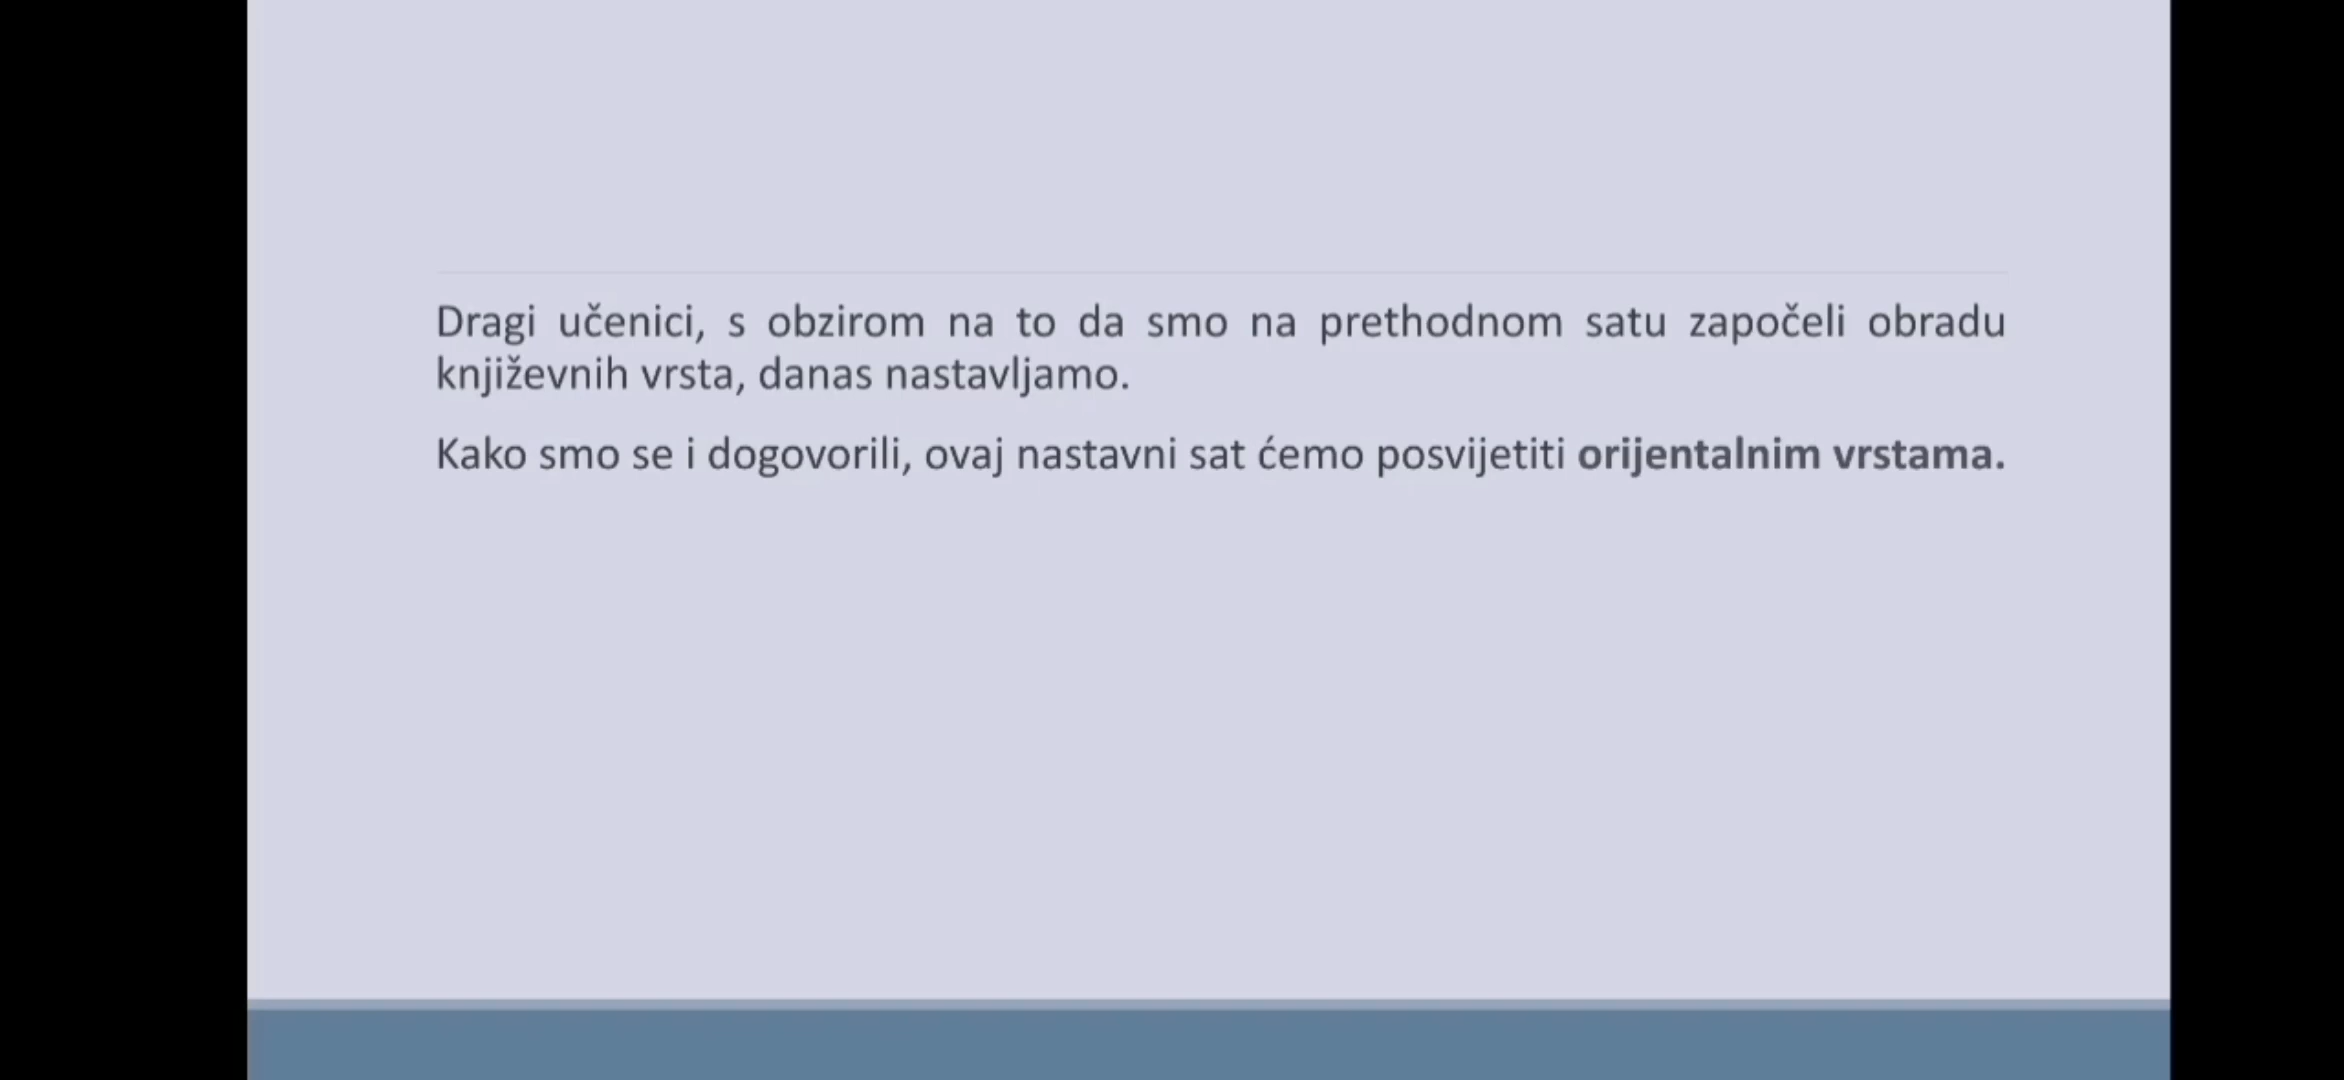 Dragi učenici, s obzirom na to da smo na prethodnom satu započeli obradu
književnih vrsta, danas nastavljamo.
Kako smo se i dogovorili, ovaj nastavni sat ćemo posvijetiti orijentalnim vrstama.